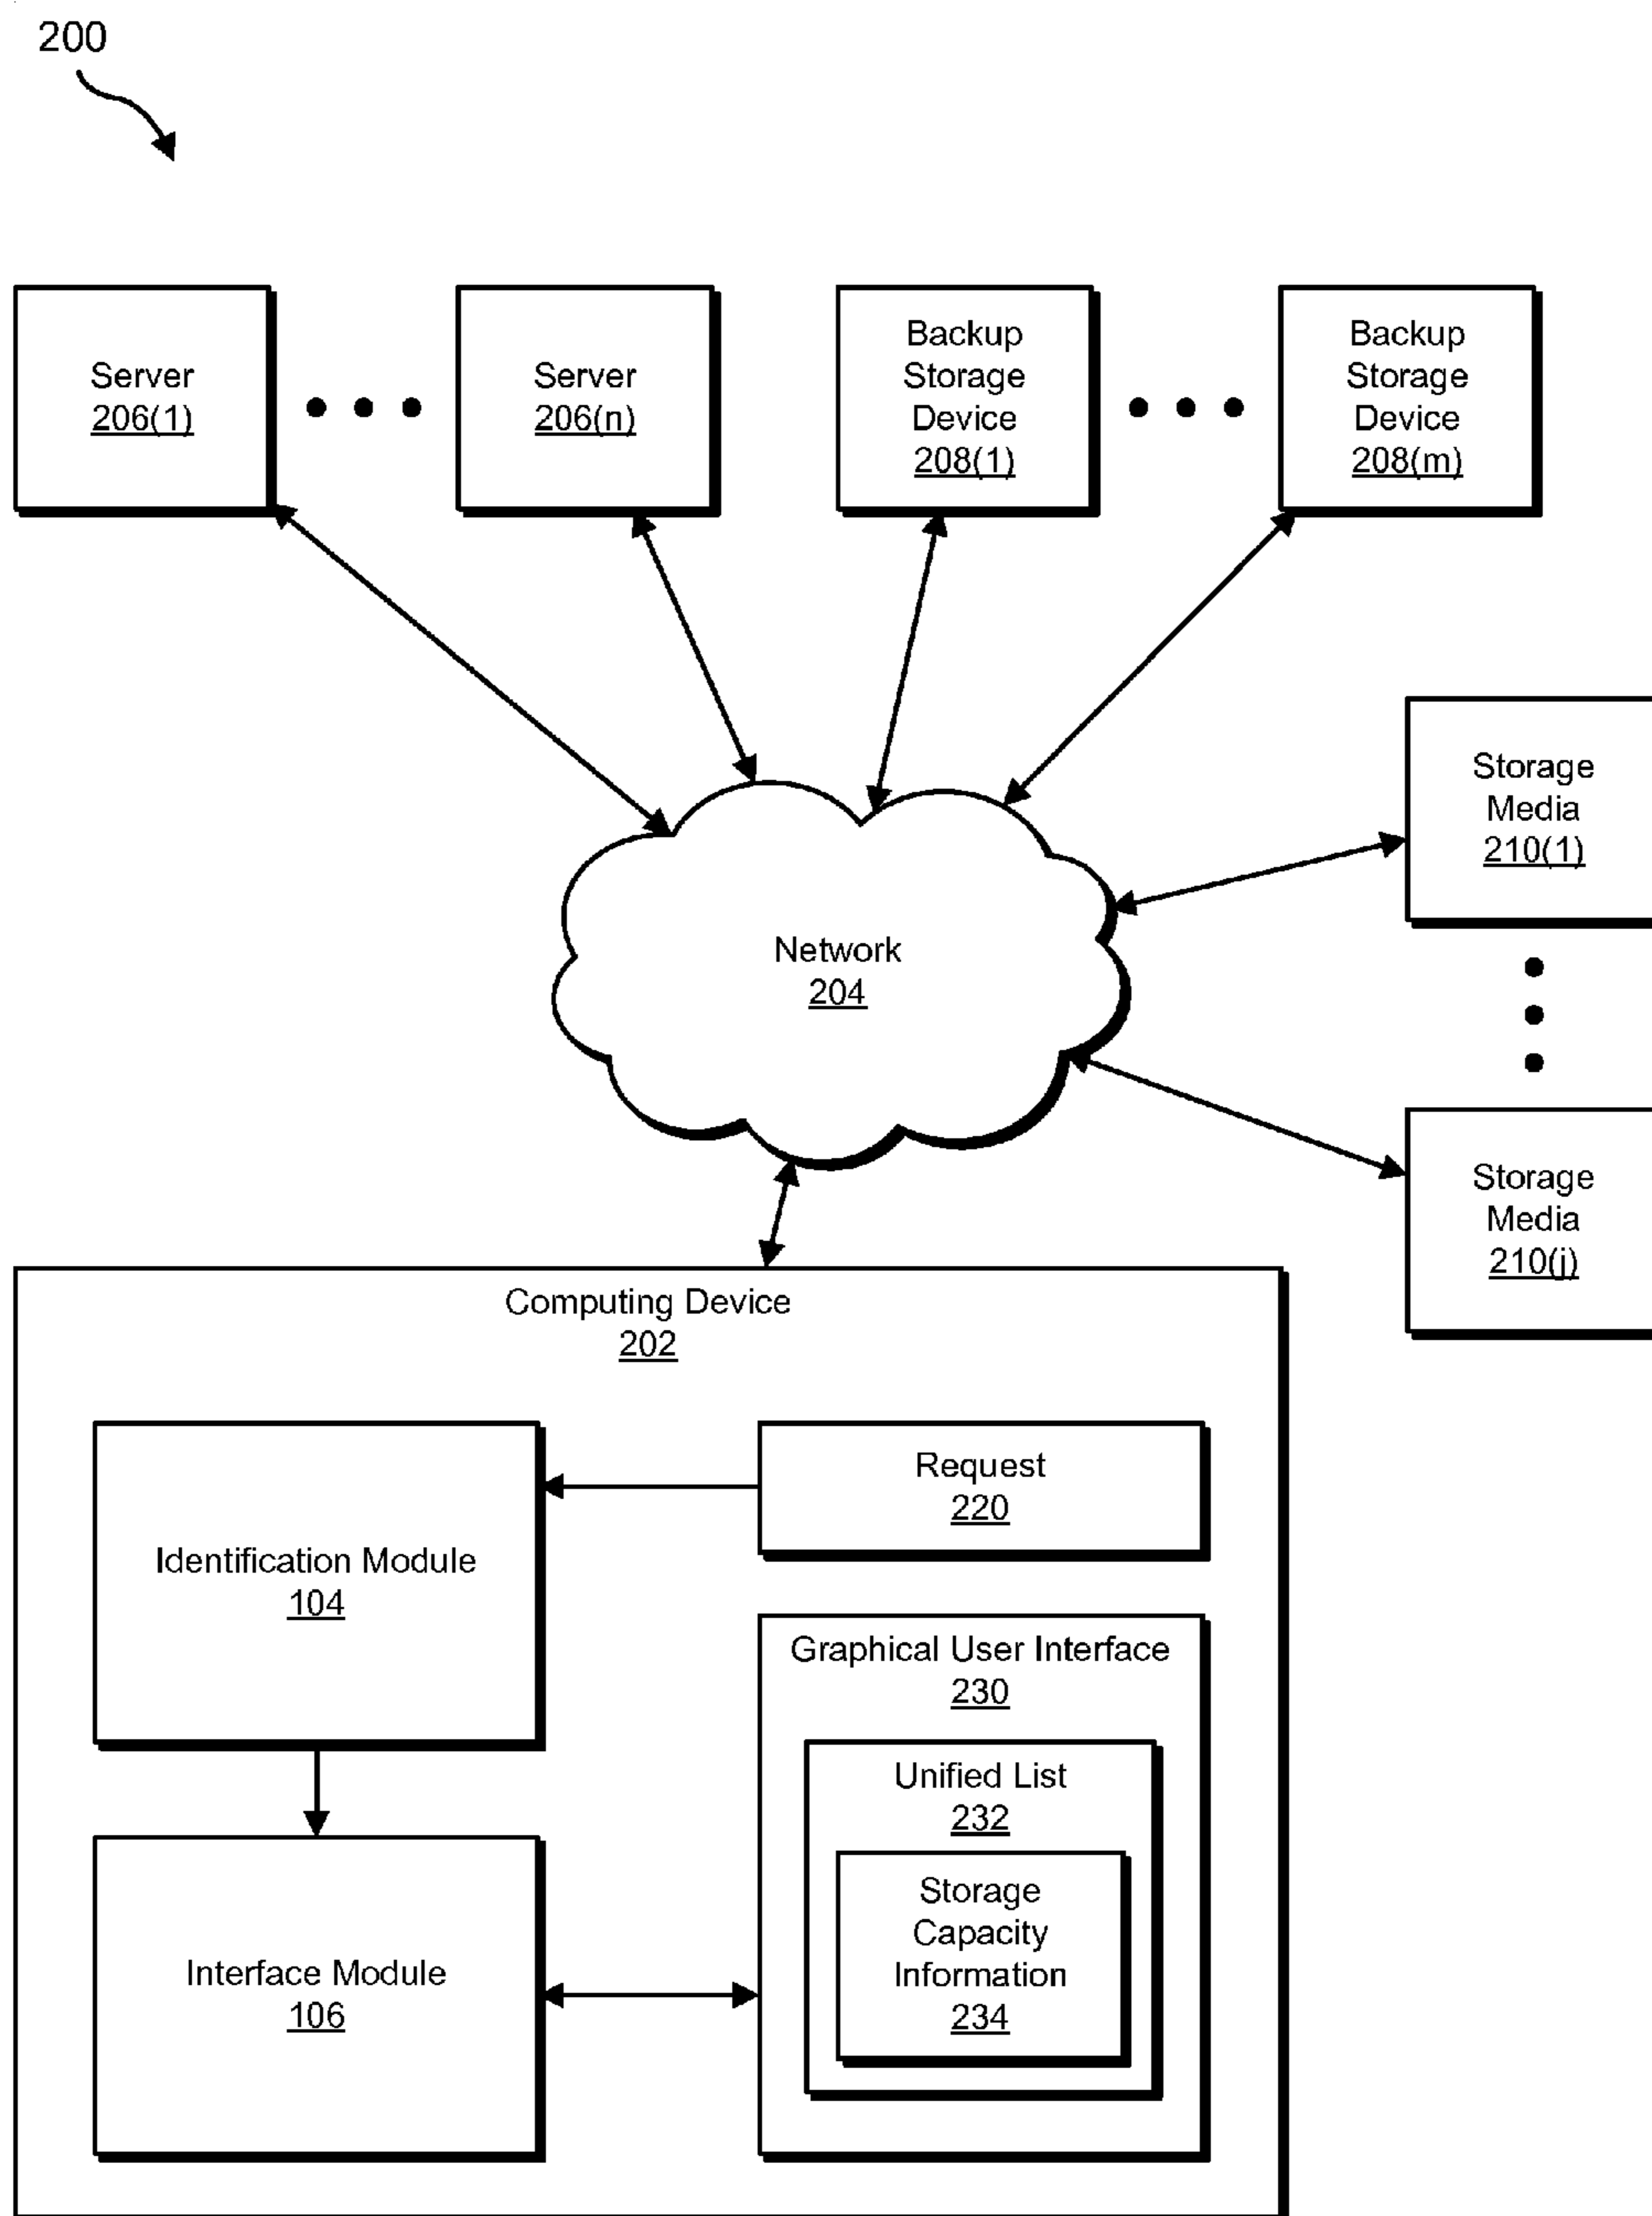 200
Server
206(1)
Server
206(n)
Backup
Storage
Device
208(1)
Backup
Storage
Device
208(m)
Storage
Media
210(1)
Network
204
Storage
Media
210(j)
Computing Device
202
Request
220
Identification Module
104
Graphical User Interface
230
Unified List
232
Storage
Capacity
Information
234
Interface Module
106